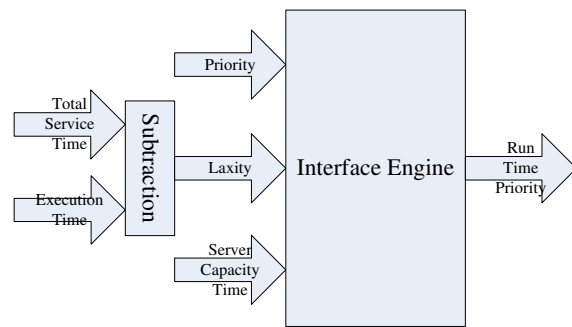 Priority
Total
Service
Time
Subtraction
Laxity
Interface Engine
Run
Time
Priority
Execution
Time
Server
Capacity
Time